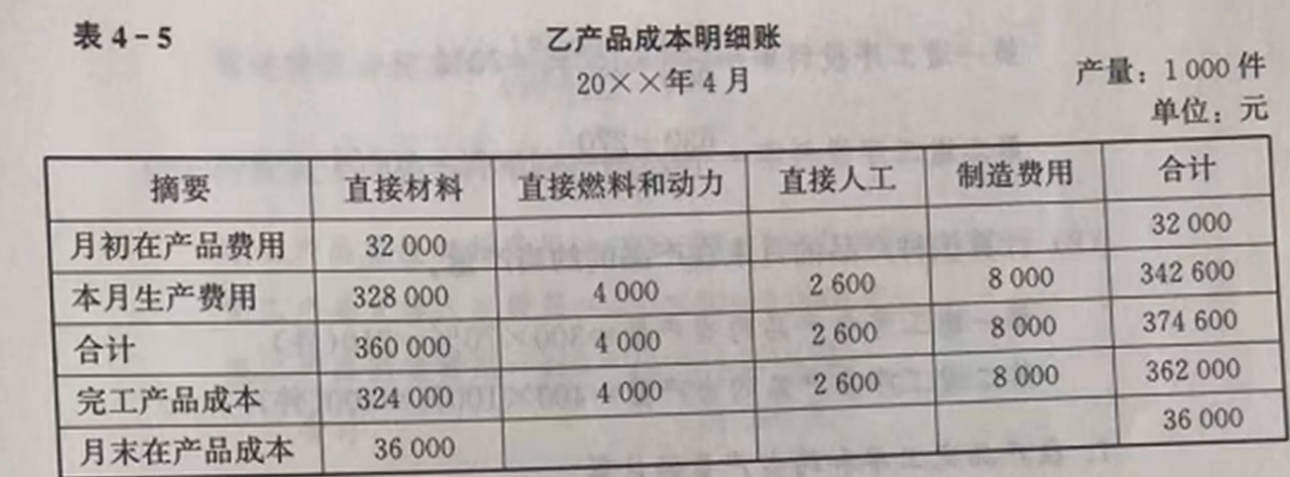 表 4-5
乙产品成本明细账
20××年 4 月
产量：1 000 件
单位：元
摘要 直接材料 直接燃料和动力 直接人工 制造费用 合计
月初在产品费用 32 000 32 000
本月生产费用 328 000 4 000 2 600 8 000 342 600
合计 360 000 4 000 2 600 8 000 374 600
完工产品成本 324 000 4 000 2 600 8 000 362 000
月末在产品成本 36 000 36 000